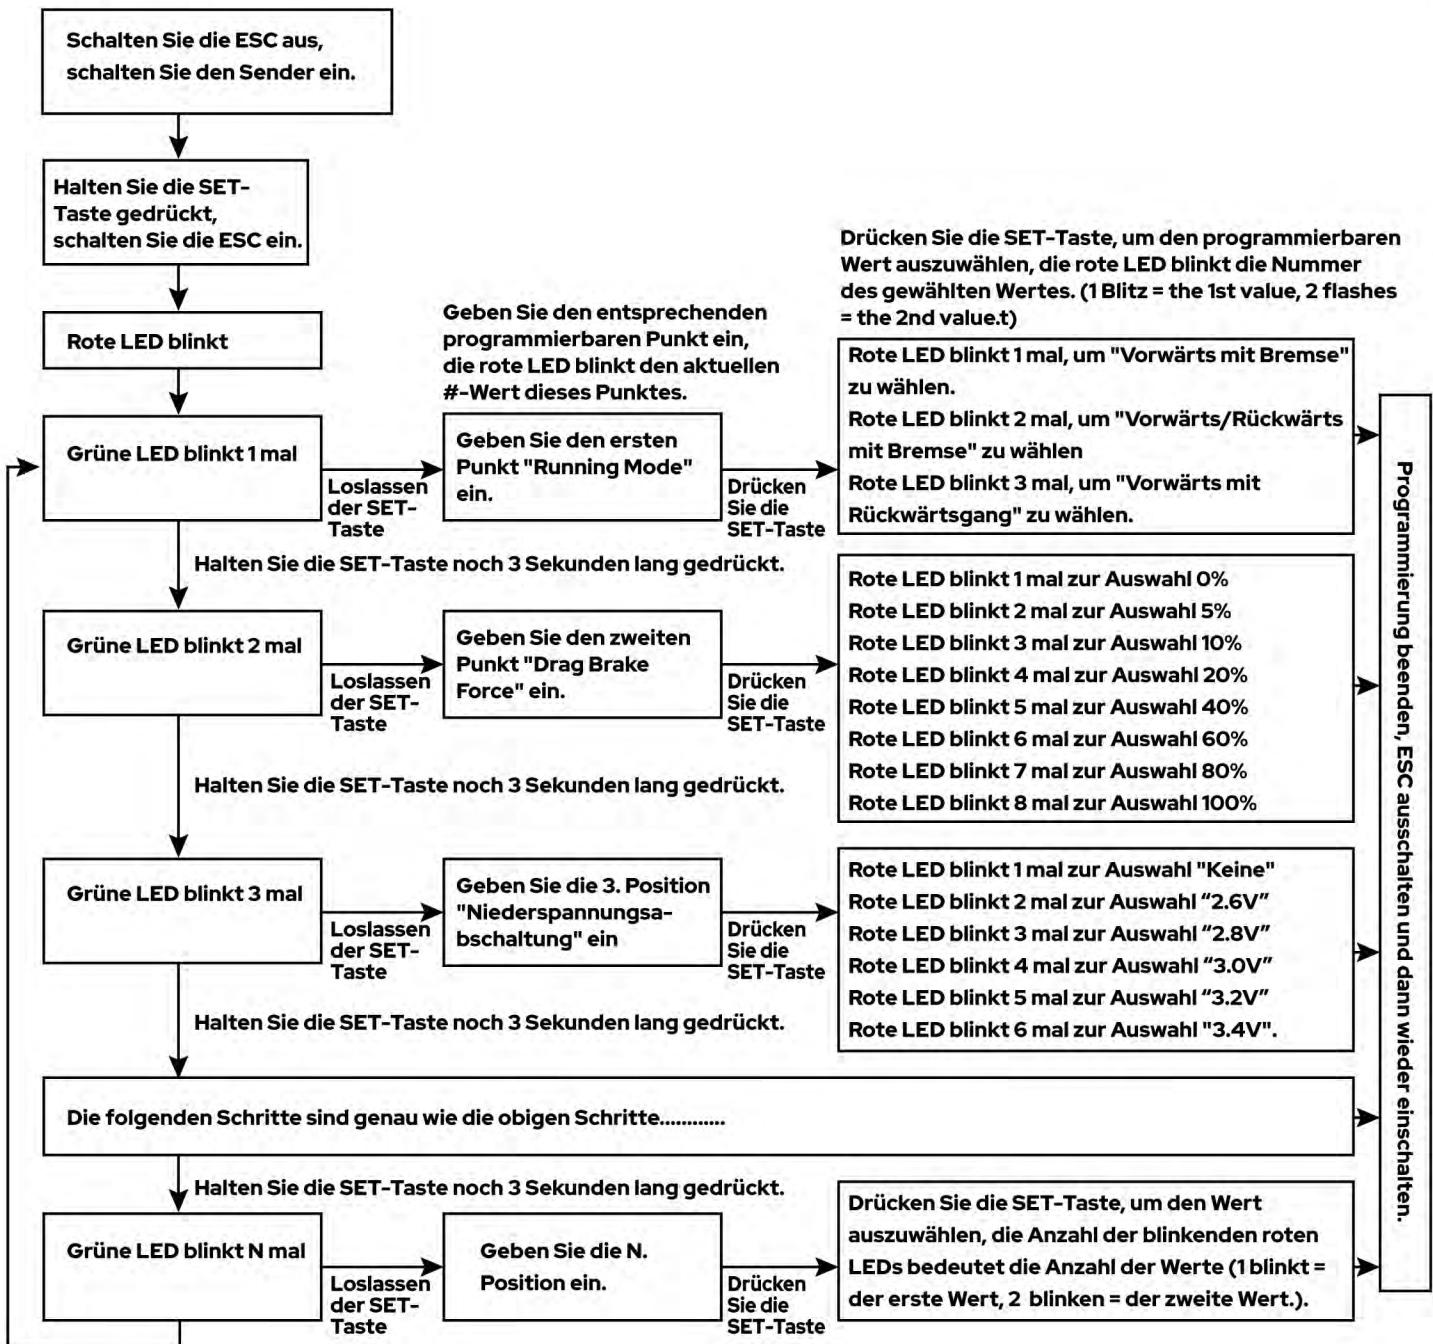 Schalten Sie die ESC aus,
schalten Sie den Sender ein.
Halten Sie die SET-
Taste gedrückt,
schalten Sie die ESC ein.
Rote LED blinkt
Geben Sie den entsprechenden
programmierbaren Punkt ein,
die rote LED blinkt den aktuellen
#-Wert dieses Punktes.
Drücken Sie die SET-Taste, um den programmierbaren
Wert auszuwählen, die rote LED blinkt die Nummer
des gewählten Wertes. (1 Blitz = the 1st value, 2 flashes
= the 2nd value.t)
Grüne LED blinkt 1 mal
Loslassen
der SET-
Taste
Geben Sie den ersten
Punkt "Running Mode"
ein.
Drücken
Sie die
SET-Taste
Rote LED blinkt 1 mal, um "Vorwärts mit Bremse"
zu wählen.
Rote LED blinkt 2 mal, um "Vorwärts/Rückwärts
mit Bremse" zu wählen
Rote LED blinkt 3 mal, um "Vorwärts mit
Rückwärtsgang" zu wählen.
Halten Sie die SET-Taste noch 3 Sekunden lang gedrückt.
Grüne LED blinkt 2 mal
Loslassen
der SET-
Taste
Geben Sie den zweiten
Punkt "Drag Brake
Force" ein.
Drücken
Sie die
SET-Taste
Rote LED blinkt 1 mal zur Auswahl 0%
Rote LED blinkt 2 mal zur Auswahl 5%
Rote LED blinkt 3 mal zur Auswahl 10%
Rote LED blinkt 4 mal zur Auswahl 20%
Rote LED blinkt 5 mal zur Auswahl 40%
Rote LED blinkt 6 mal zur Auswahl 60%
Rote LED blinkt 7 mal zur Auswahl 80%
Rote LED blinkt 8 mal zur Auswahl 100%
Halten Sie die SET-Taste noch 3 Sekunden lang gedrückt.
Grüne LED blinkt 3 mal
Loslassen
der SET-
Taste
Geben Sie die 3. Position
"Niederspannungsa-
bschaltung" ein
Drücken
Sie die
SET-Taste
Rote LED blinkt 1 mal zur Auswahl "Keine"
Rote LED blinkt 2 mal zur Auswahl “2.6V”
Rote LED blinkt 3 mal zur Auswahl “2.8V”
Rote LED blinkt 4 mal zur Auswahl “3.0V”
Rote LED blinkt 5 mal zur Auswahl “3.2V”
Rote LED blinkt 6 mal zur Auswahl "3.4V".
Halten Sie die SET-Taste noch 3 Sekunden lang gedrückt.
Die folgenden Schritte sind genau wie die obigen Schritte............
Halten Sie die SET-Taste noch 3 Sekunden lang gedrückt.
Grüne LED blinkt N mal
Loslassen
der SET-
Taste
Geben Sie die N.
Position ein.
Drücken
Sie die
SET-Taste
Drücken Sie die SET-Taste, um den Wert
auszuwählen, die Anzahl der blinkenden roten
LEDs bedeutet die Anzahl der Werte (1 blinkt =
der erste Wert, 2 blinken = der zweite Wert.).
Programmierung beenden, ESC ausschalten und dann wieder einschalten.